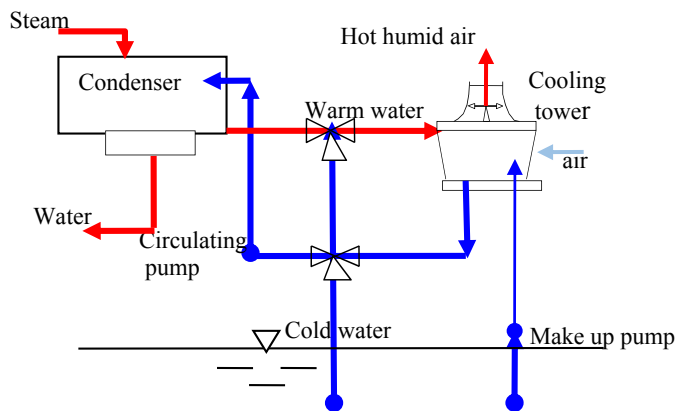 Steam
Hot humid air
Condenser
Cooling
tower
Warm water
air
Water
Circulating
pump
Cold water
Make up pump